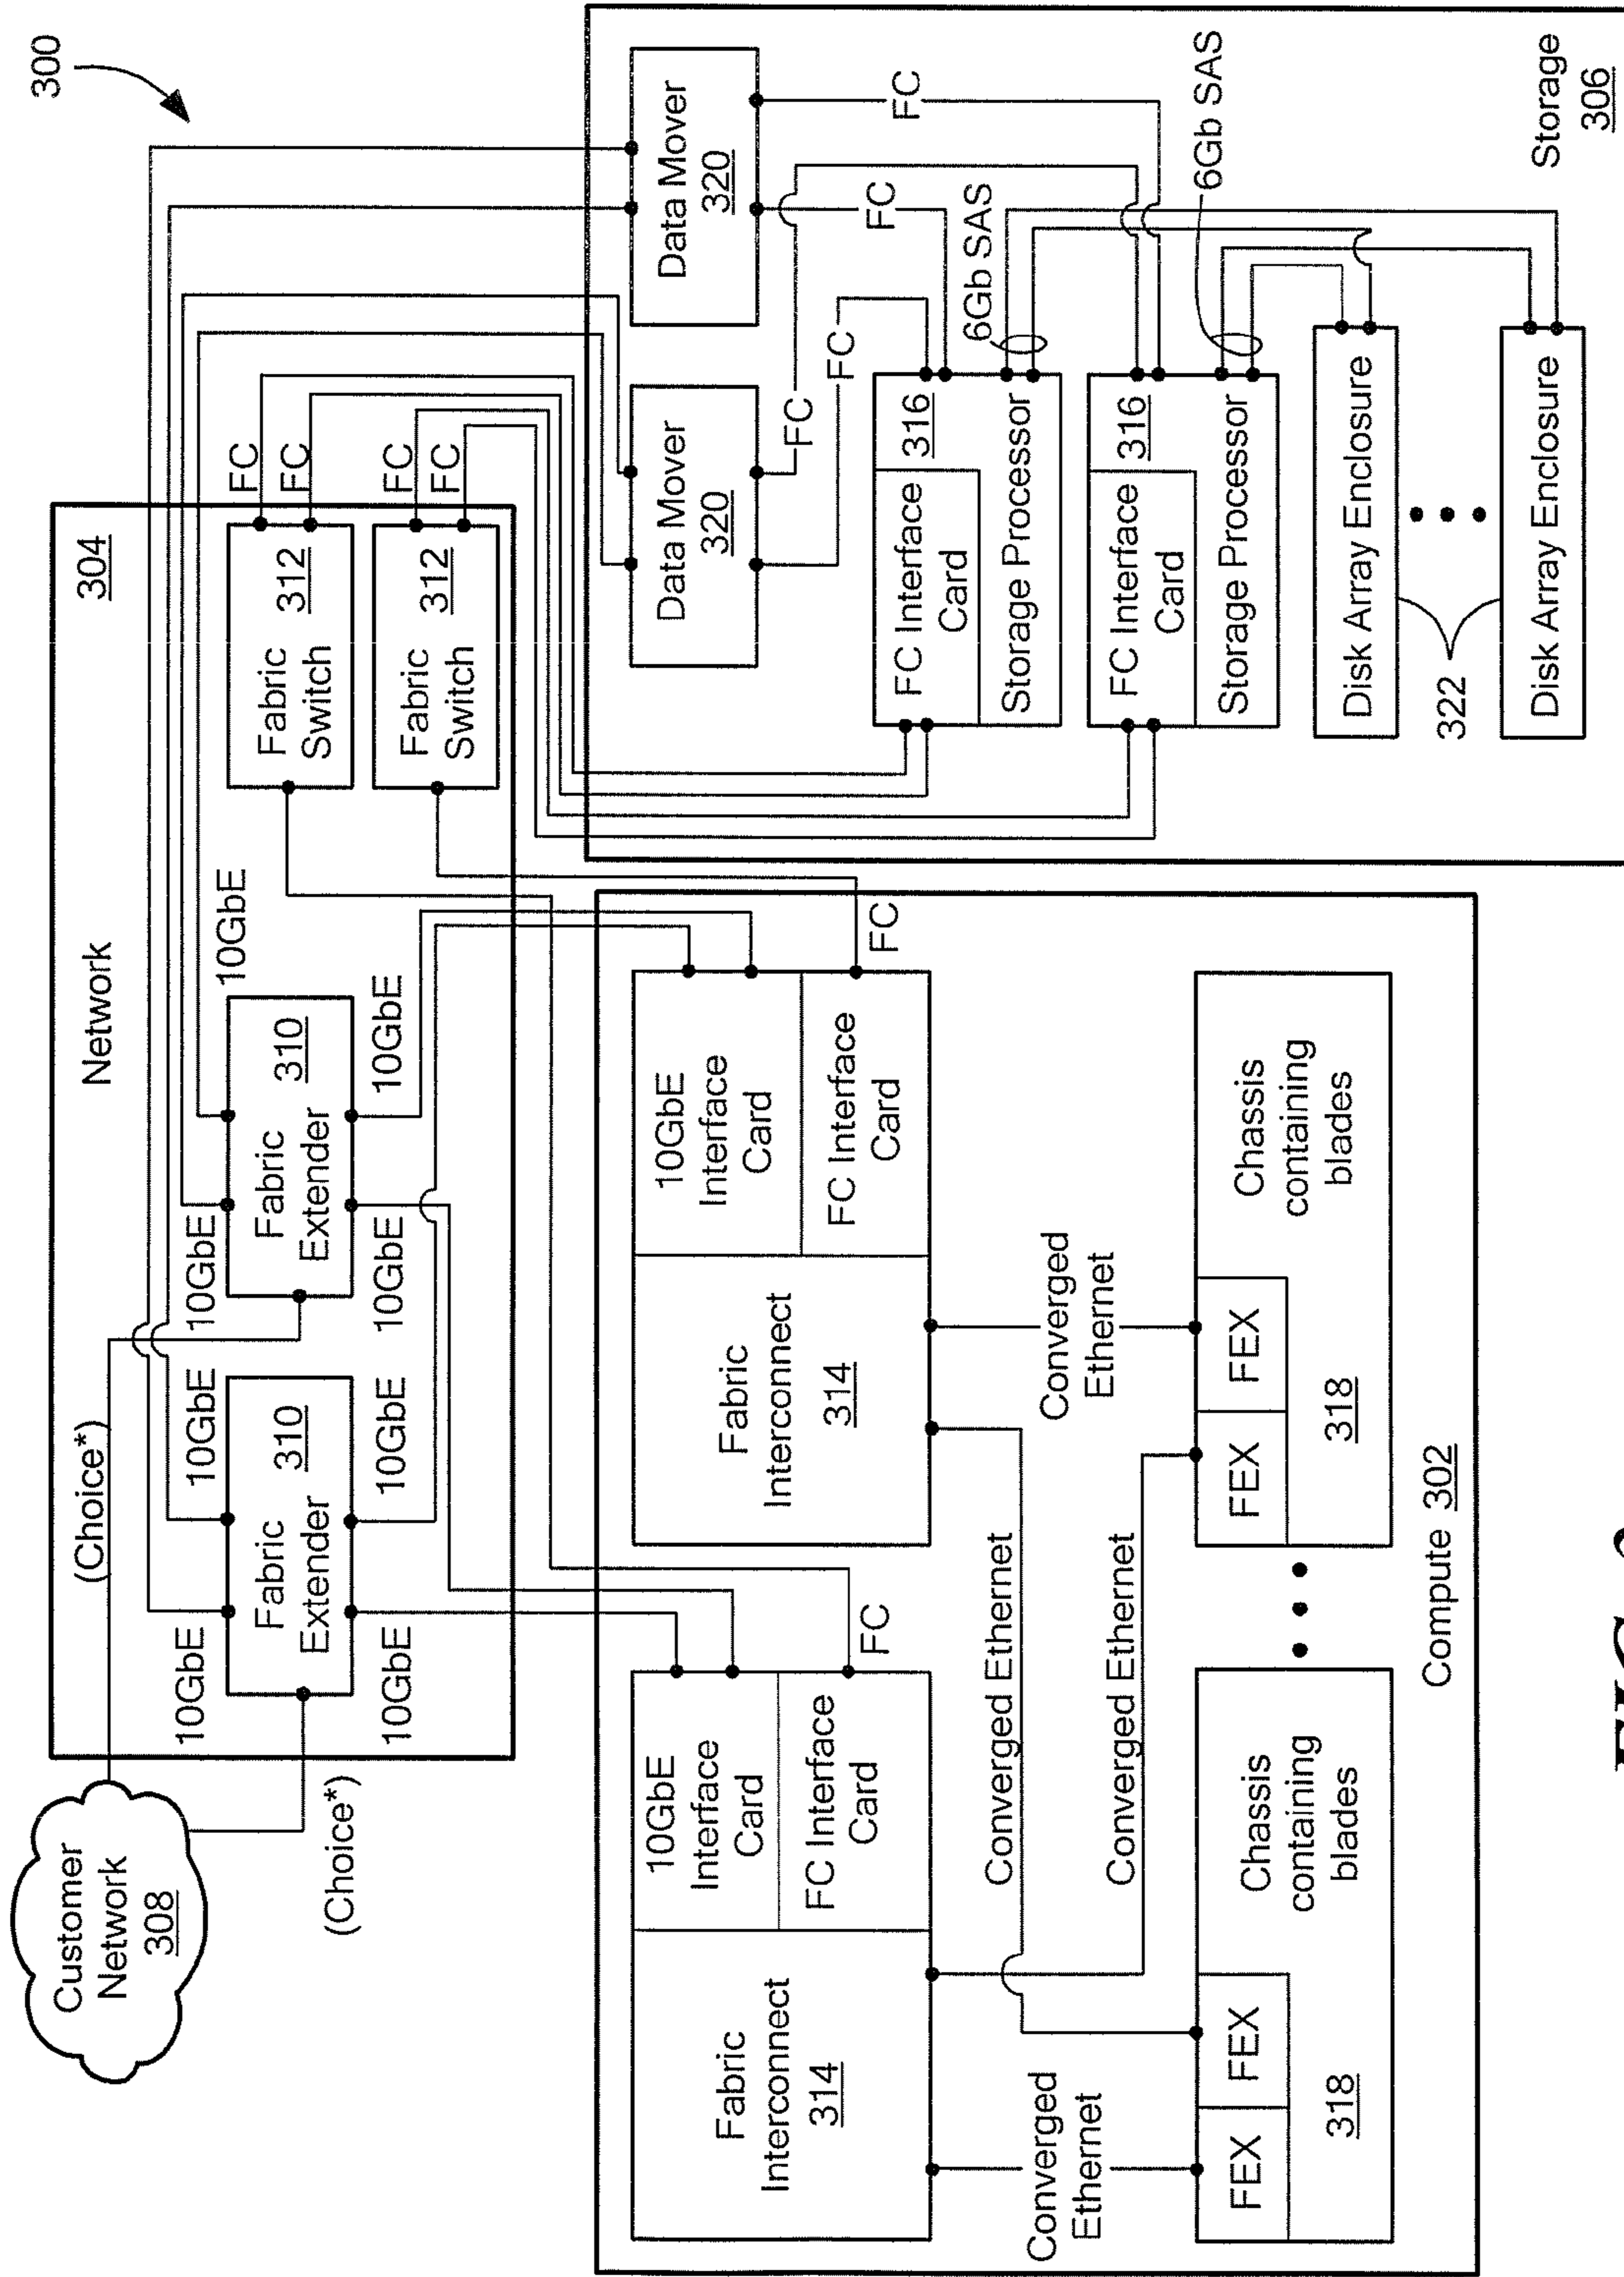 300
Customer
Network
308
(Choice*)
(Choice*)
Network
304
10GbE
10GbE
10GbE
10GbE
Fabric
Extender
310
Fabric
Extender
310
10GbE
10GbE
10GbE
10GbE
Fabric
Switch
312
Fabric
Switch
312
FC
FC
FC
FC
Fabric
Interconnect
314
10GbE
Interface
Card
FC Interface
Card
FC
Fabric
Interconnect
314
10GbE
Interface
Card
FC Interface
Card
FC
Converged
Ethernet
Converged Ethernet
Converged Ethernet
Converged
Ethernet
FEX
FEX
318
Chassis
containing
blades
FEX
FEX
318
Chassis
containing
blades
Compute 302
Data Mover
320
Data Mover
320
FC
FC
FC
FC
FC Interface
Card
316
Storage Processor
6Gb SAS
FC Interface
Card
316
Storage Processor
6Gb SAS
Disk Array Enclosure
322
Disk Array Enclosure
Storage
306